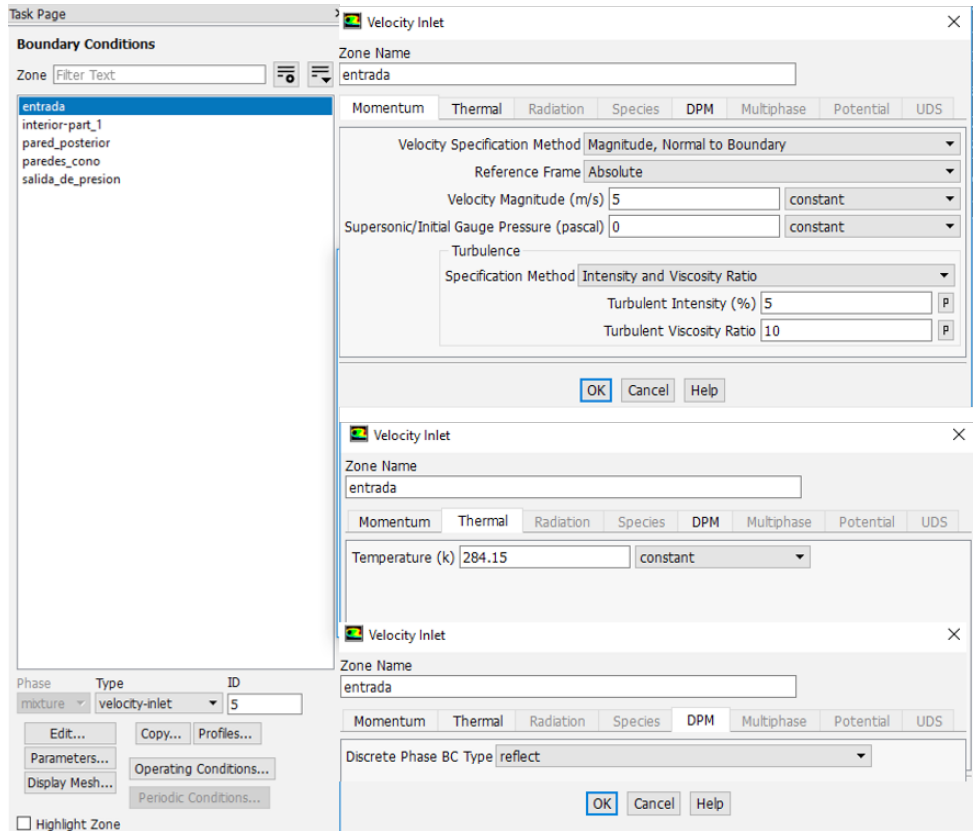 Task Page
Boundary Conditions
Zone Filter Text
entrada
interior-part_1
pared_posterior
paredes_cono
salida_de_presion
Phase Type ID
mixture velocity-inlet 5
Edit... Copy... Profiles...
Parameters... Operating Conditions...
Display Mesh... Periodic Conditions...
Highlight Zone
Velocity Inlet
Zone Name
entrada
Momentum Thermal Radiation Species DPM Multiphase Potential UDS
Velocity Specification Method Magnitude, Normal to Boundary
Reference Frame Absolute
Velocity Magnitude (m/s) 5 constant
Supersonic/Initial Gauge Pressure (pascal) 0 constant
Turbulence
Specification Method Intensity and Viscosity Ratio
Turbulent Intensity (%) 5 P
Turbulent Viscosity Ratio 10 P
OK Cancel Help
Velocity Inlet
Zone Name
entrada
Momentum Thermal Radiation Species DPM Multiphase Potential UDS
Temperature (k) 284.15 constant
Velocity Inlet
Zone Name
entrada
Momentum Thermal Radiation Species DPM Multiphase Potential UDS
Discrete Phase BC Type reflect
OK Cancel Help